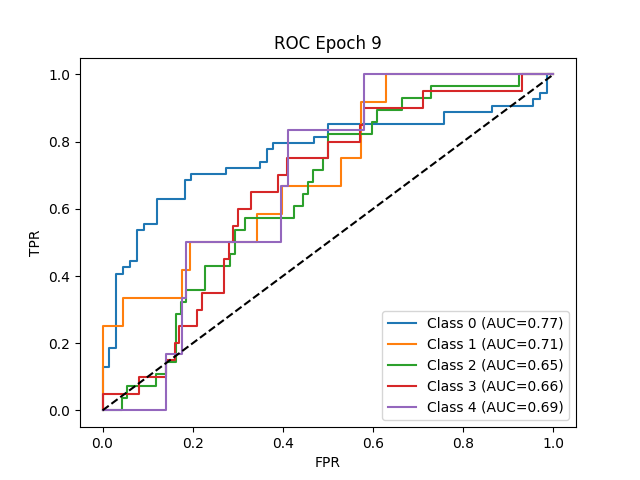 ROC Epoch 9
TPR
1.0
0.8
0.6
0.4
0.2
0.0
Class 0 (AUC=0.77)
Class 1 (AUC=0.71)
Class 2 (AUC=0.65)
Class 3 (AUC=0.66)
Class 4 (AUC=0.69)
0.0 0.2 0.4 0.6 0.8 1.0
FPR